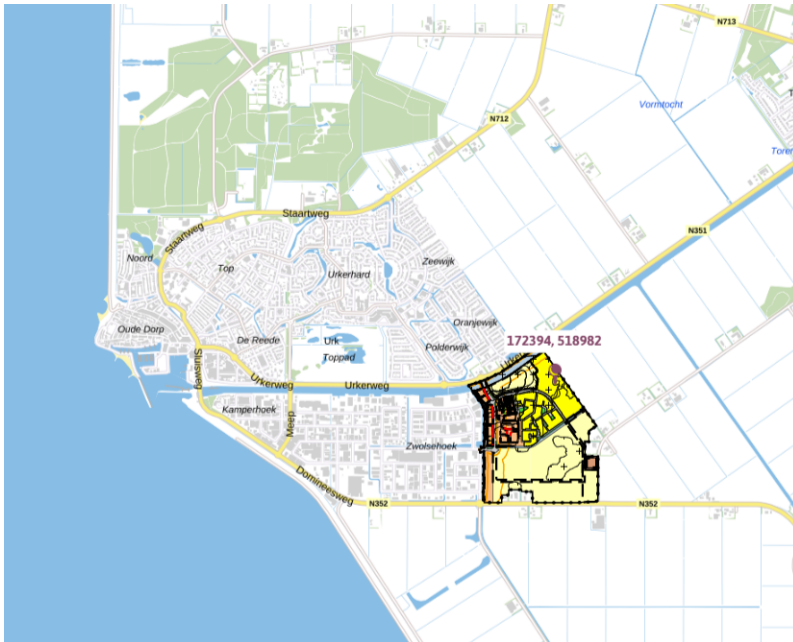 N713
Vormtocht
N712
Staartweg
Staartweg
N351
Noord
Top
Urkerhard
Zeewijk
Oude Dorp
De Reede
Urk
Toppad
Oranjewijk
Polderwijk
172394, 518982
Sluisweg
Urkerweg
Urkerweg
Kamperhoek
Meep
Zwolsehoek
Domineesweg
N352
N352